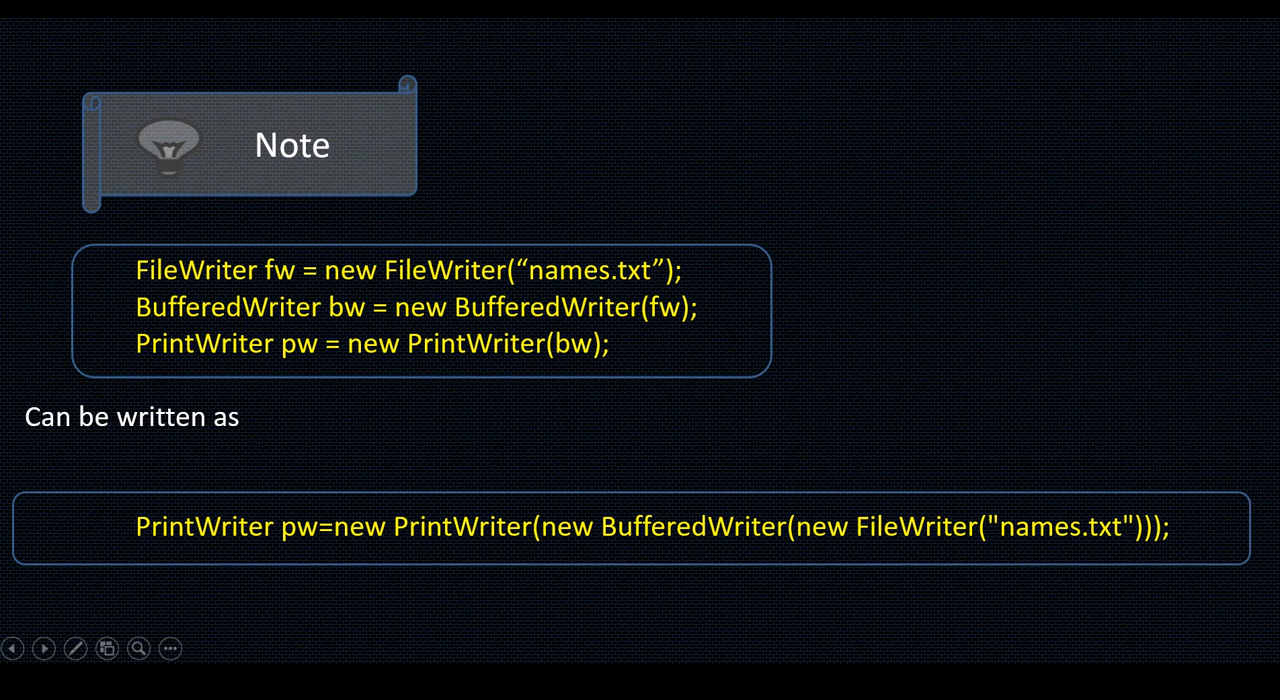 Note
FileWriter fw = new FileWriter(“names.txt”);
BufferedWriter bw = new BufferedWriter(fw);
PrintWriter pw = new PrintWriter(bw);
Can be written as
PrintWriter pw=new PrintWriter(new BufferedWriter(new FileWriter("names.txt")));